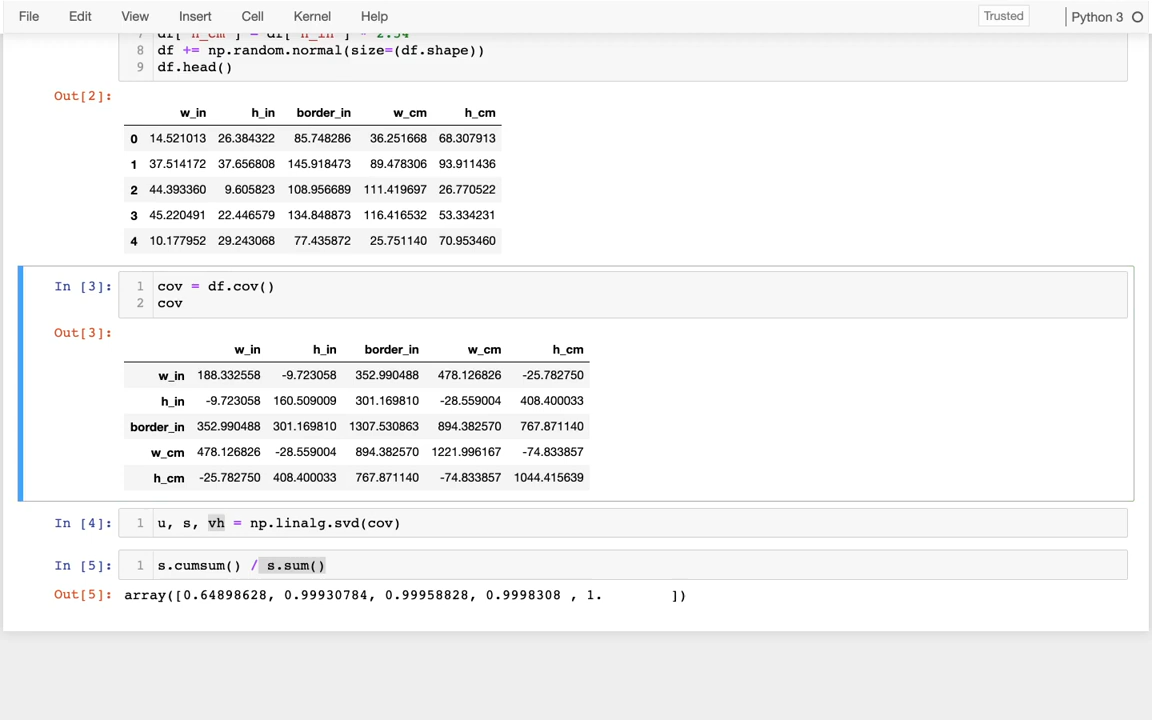 File Edit View Insert Cell Kernel Help Trusted Python 3
7 df['h_cm'] = df['h_in'] * 2.54
8 df += np.random.normal(size=(df.shape))
9 df.head()
Out[2]:
w_in h_in border_in w_cm h_cm
0 14.521013 26.384322 85.748286 36.251668 68.307913
1 37.514172 37.656808 145.918473 89.478306 93.911436
2 44.393360 9.605823 108.956689 111.419697 26.770522
3 45.220491 22.446579 134.848873 116.416532 53.334231
4 10.177952 29.243068 77.435872 25.751140 70.953460
In [3]: 1 cov = df.cov()
2 cov
Out[3]:
w_in h_in border_in w_cm h_cm
w_in 188.332558 -9.723058 352.990488 478.126826 -25.782750
h_in -9.723058 160.509009 301.169810 -28.559004 408.400033
border_in 352.990488 301.169810 1307.530863 894.382570 767.871140
w_cm 478.126826 -28.559004 894.382570 1221.996167 -74.833857
h_cm -25.782750 408.400033 767.871140 -74.833857 1044.415639
In [4]: 1 u, s, vh = np.linalg.svd(cov)
In [5]: 1 s.cumsum() / s.sum()
Out[5]: array([0.64898628, 0.99930784, 0.99958828, 0.9998308 , 1. ])